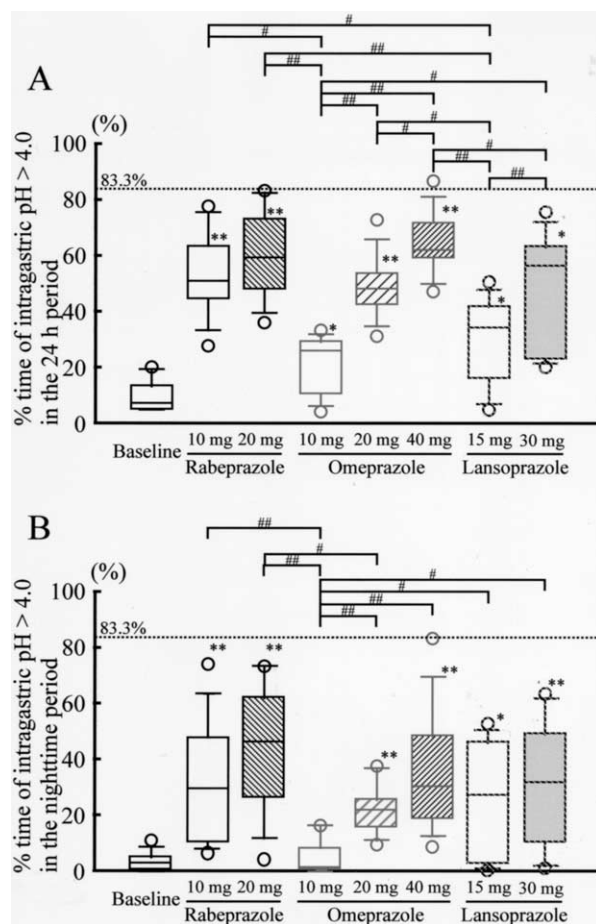 # 
# #
## ##
## #
## ##
# #
# #
## ##
A
(%)
% time of intragastric pH > 4.0
in the 24 h period
100
83.3%
80
60
40
20
0
** ** * ** ** * *
10 mg 20 mg 10 mg 20 mg 40 mg 15 mg 30 mg
Baseline Rabeprazole Omeprazole Lansoprazole
B
##
#
## #
#
##
##
(%)
% time of intragastric pH > 4.0
in the nighttime period
100
83.3%
80
60
40
20
0
** ** ** ** * **
10 mg 20 mg 10 mg 20 mg 40 mg 15 mg 30 mg
Baseline Rabeprazole Omeprazole Lansoprazole